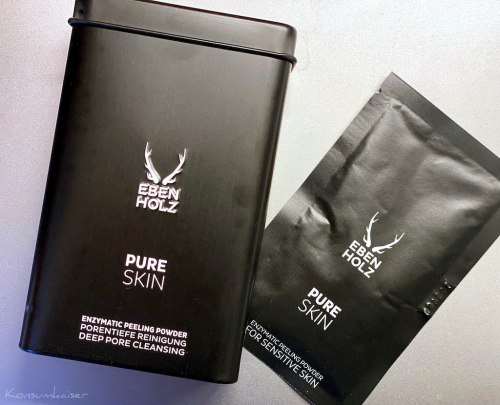 EBEN
HOLZ
PURE
SKIN
ENZYMATIC PEELING POWDER
PORENTIEFE REINIGUNG
DEEP PORE CLEANSING
EBEN
HOLZ
PURE
SKIN
ENZYMATIC PEELING POWDER
FOR SENSITIVE SKIN
Konsumkaiser